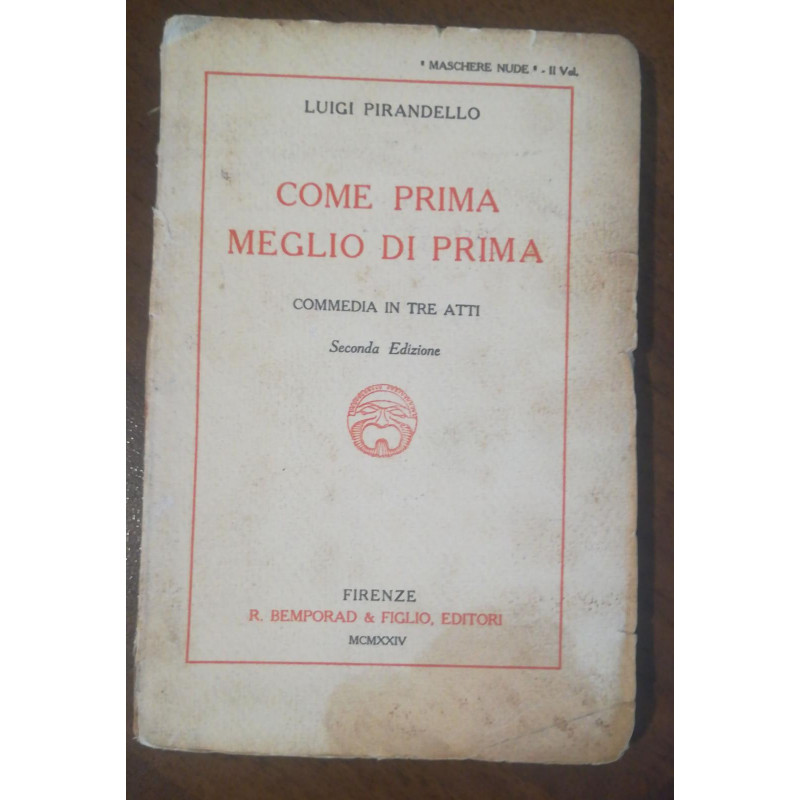 "MASCHERE NUDE" - II Vol.
LUIGI PIRANDELLO
COME PRIMA
MEGLIO DI PRIMA
COMMEDIA IN TRE ATTI
Seconda Edizione
FIRENZE
R. BEMPORAD & FIGLIO, EDITORI
MCMXXIV